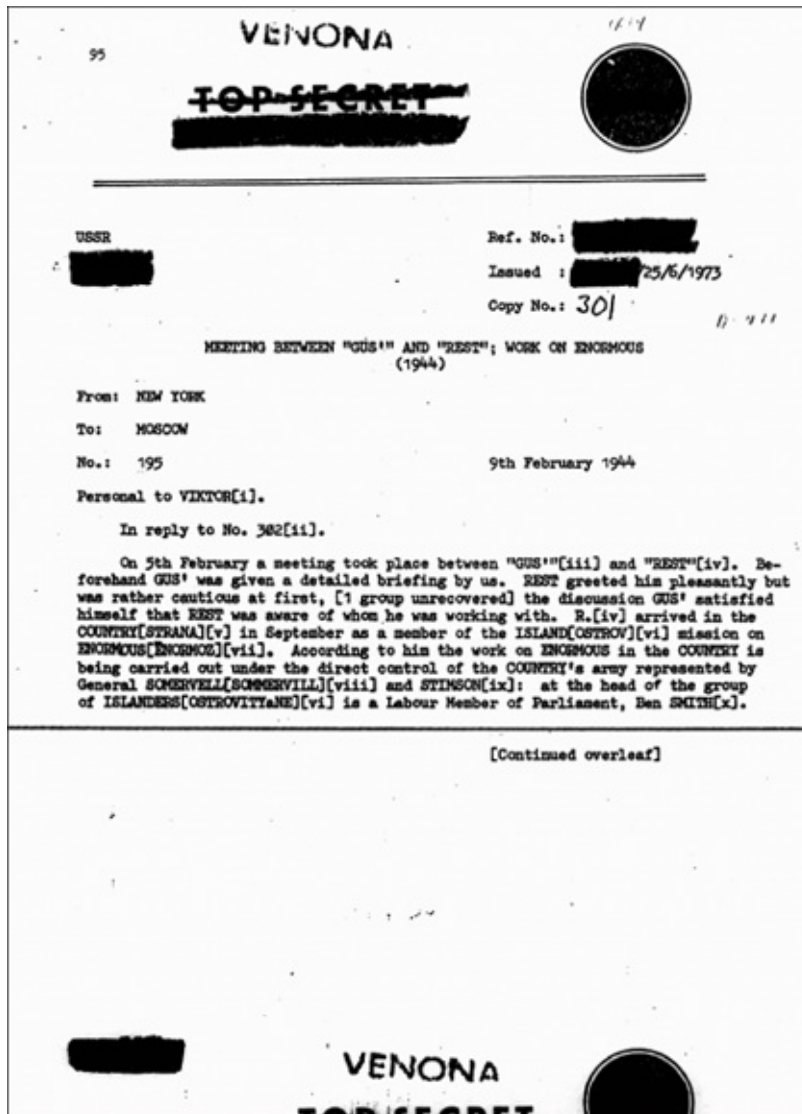 VENONA
95
TOP SECRET
USSR
Ref. No.:
Issued : /25/6/1973
Copy No.: 301
MEETING BETWEEN "GUS'" AND "REST"; WORK ON ENORMOUS
(1944)
From: NEW YORK
To: MOSCOW
No.: 195 9th February 1944
Personal to VIKTOR[i].
In reply to No. 302[ii].
On 5th February a meeting took place between "GUS'"[iii] and "REST"[iv]. Be-
forehand GUS' was given a detailed briefing by us. REST greeted him pleasantly but
was rather cautious at first, [1 group unrecovered] the discussion GUS' satisfied
himself that REST was aware of whom he was working with. R.[iv] arrived in the
COUNTRY[STRANA][v] in September as a member of the ISLAND[OSTROV][vi] mission on
ENORMOUS[ENORMOZ][vii]. According to him the work on ENORMOUS in the COUNTRY is
being carried out under the direct control of the COUNTRY's army represented by
General SOMERVELL[SOMMERVILL][viii] and STIMSON[ix]: at the head of the group
of ISLANDERS[OSTROVITYaNE][vi] is a Labour Member of Parliament, Ben SMITH[x].
[Continued overleaf]
VENONA
TOP SECRET